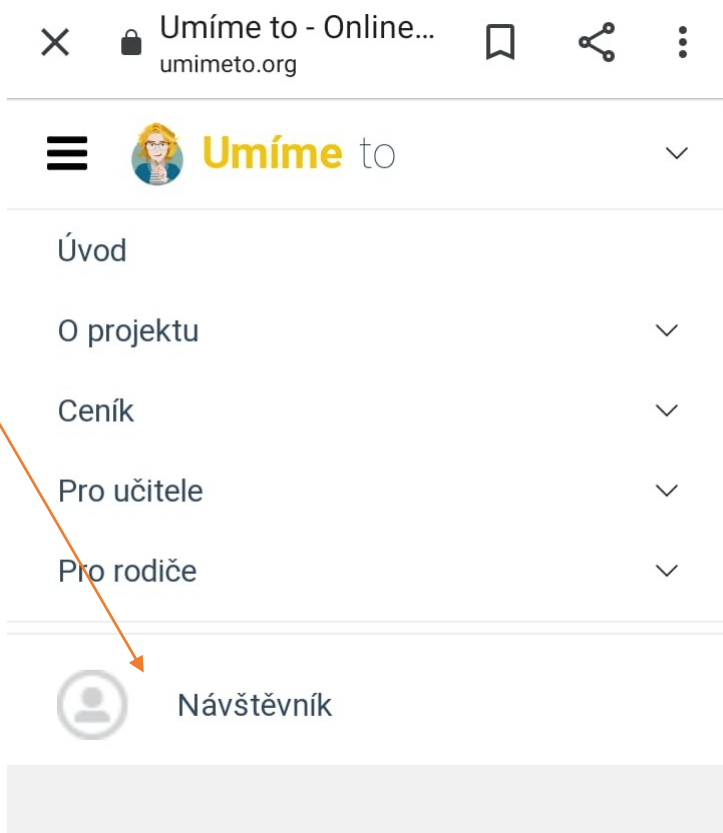 Umíme to - Online...
umimeto.org
Umíme to
Úvod
O projektu
Ceník
Pro učitele
Pro rodiče
Návštěvník